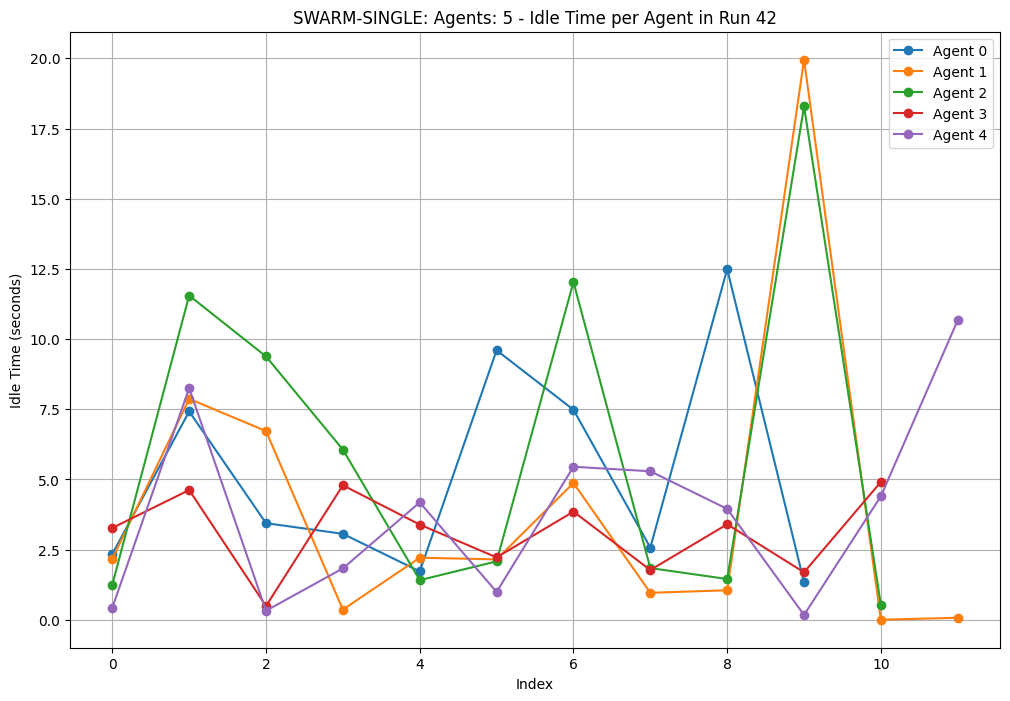 SWARM-SINGLE: Agents: 5 - Idle Time per Agent in Run 42
Idle Time (seconds)
20.0
17.5
15.0
12.5
10.0
7.5
5.0
2.5
0.0
Agent 0
Agent 1
Agent 2
Agent 3
Agent 4
0
2
4
6
8
10
Index